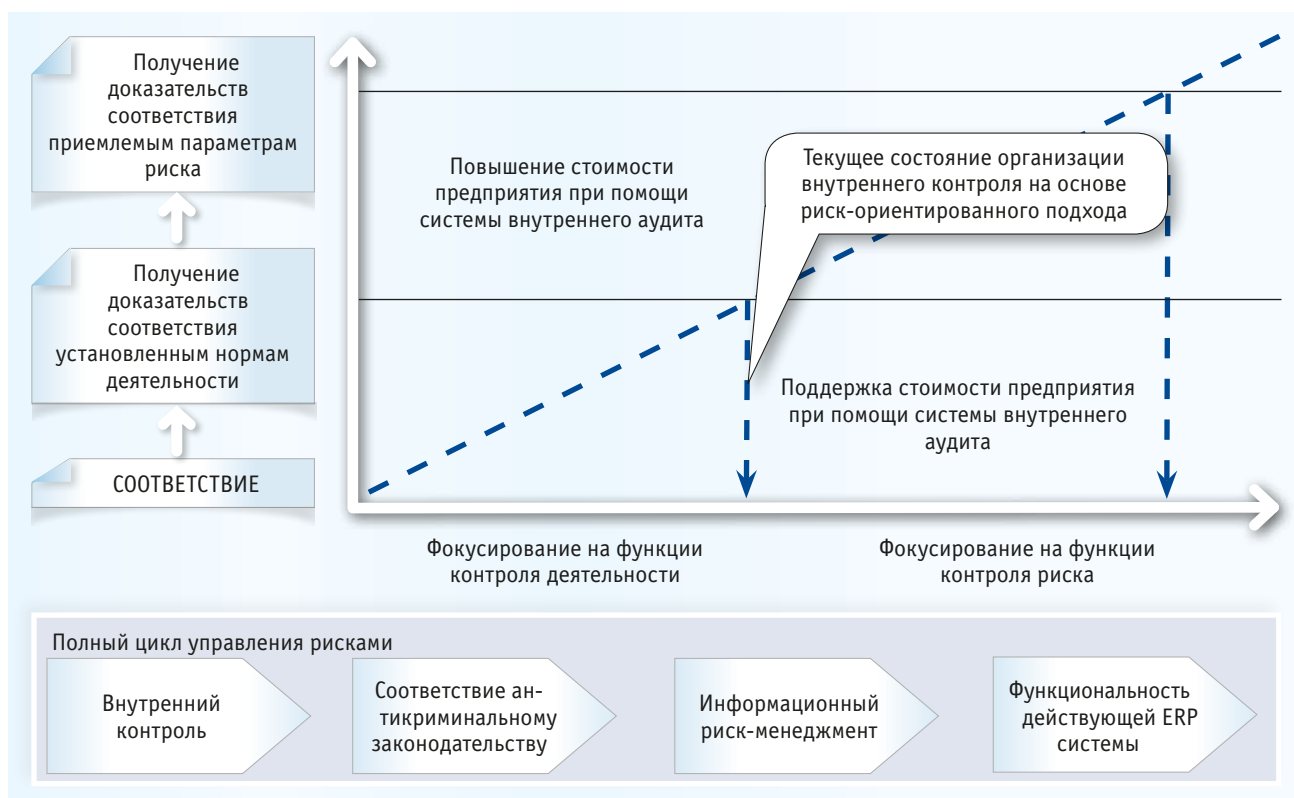 Получение
доказательств
соответствия
приемлемым параметрам
риска
Получение
доказательств
соответствия
установленным нормам
деятельности
СООТВЕТСТВИЕ
Повышение стоимости
предприятия при помощи
системы внутреннего аудита
Текущее состояние организации
внутреннего контроля на основе
риск-ориентированного подхода
Поддержка стоимости предприятия
при помощи системы внутреннего
аудита
Фокусирование на функции
контроля деятельности
Фокусирование на функции
контроля риска
Полный цикл управления рисками
Внутренний
контроль
Соответствие ан-
тикриминальному
законодательству
Информационный
риск-менеджмент
Функциональность
действующей ERP
системы